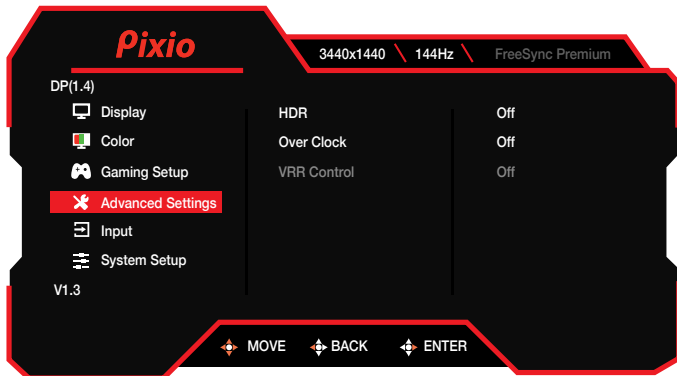 Pixio
3440x1440 \ 144Hz \ FreeSync Premium
DP(1.4)
Display
Color
Gaming Setup
Advanced Settings
Input
System Setup
V1.3
HDR Off
Over Clock Off
VRR Control Off
MOVE BACK ENTER